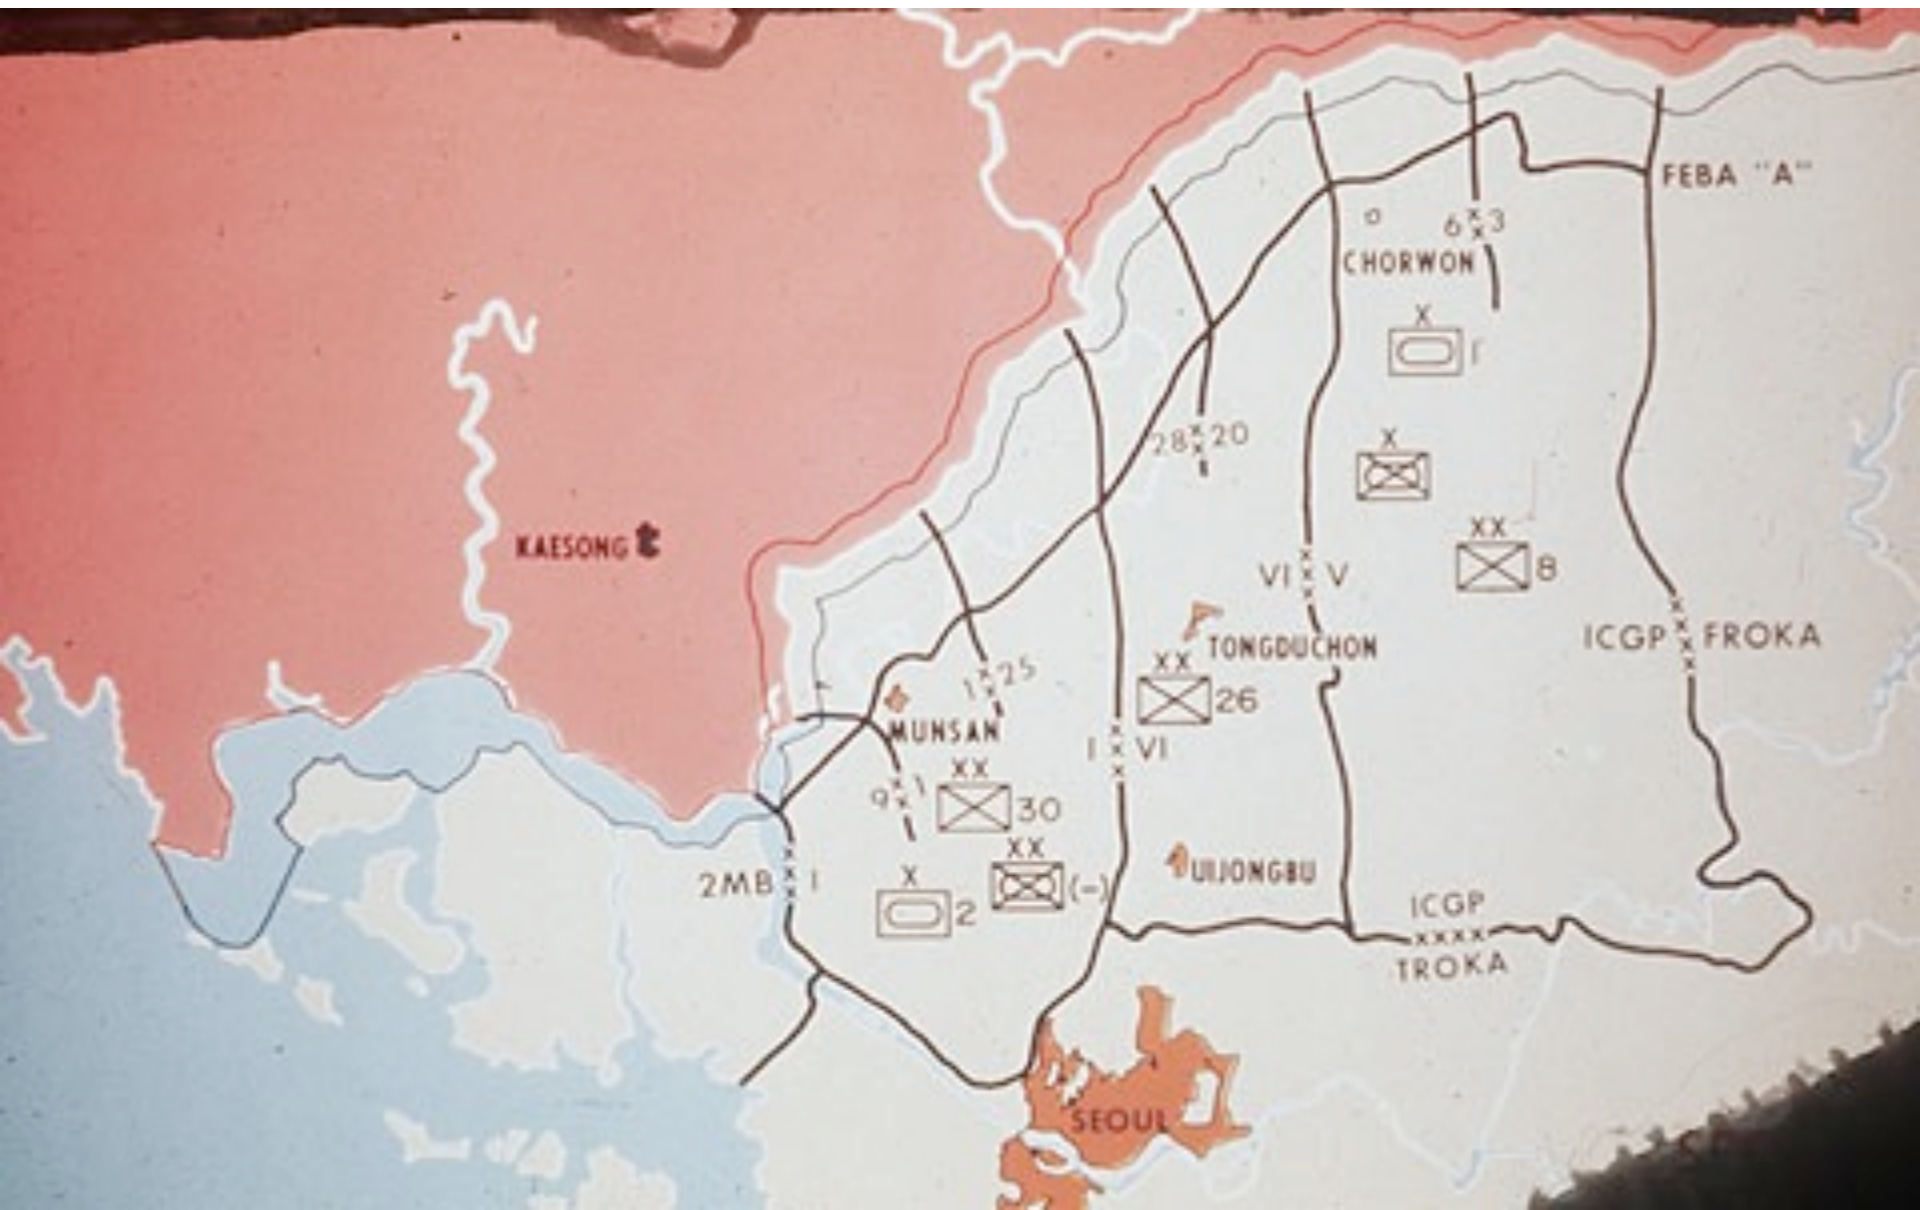 FEBA "A"
6 x x 3
CHORWON
X
1
28 x x 20
X
XX
8
KAESONG
VI x x x V
TONGDUCHON
ICGP x x x x FROKA
XX
26
1 x x 25
MUNSAN
I x x x VI
XX
30
9 x x 1
XX
(-)
UIJONGBU
2MB x x x I
X
2
ICGP
xxxx
TROKA
SEOUL